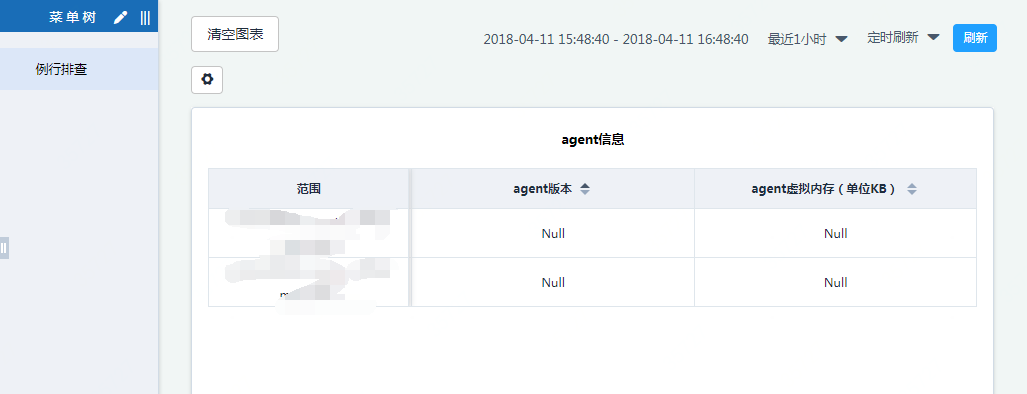 菜单树
例行排查
清空图表
2018-04-11 15:48:40 - 2018-04-11 16:48:40 最近1小时 定时刷新 刷新
agent信息
范围 agent版本 agent虚拟内存（单位KB）
Null Null
Null Null